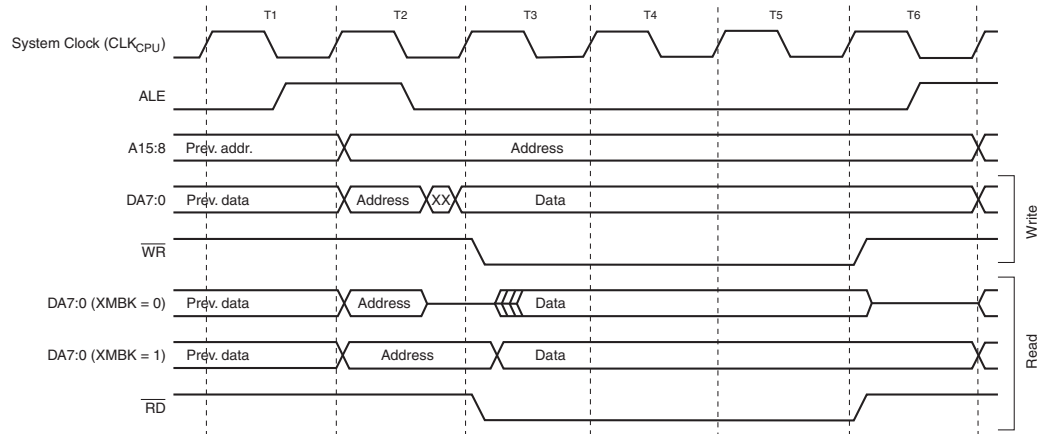 T1 T2 T3 T4 T5 T6
System Clock (CLKCPU)
ALE
A15:8 Prev. addr. Address
DA7:0 Prev. data Address XX Data
WR
Write
DA7:0 (XMBK = 0) Prev. data Address Data
DA7:0 (XMBK = 1) Prev. data Address Data
RD
Read